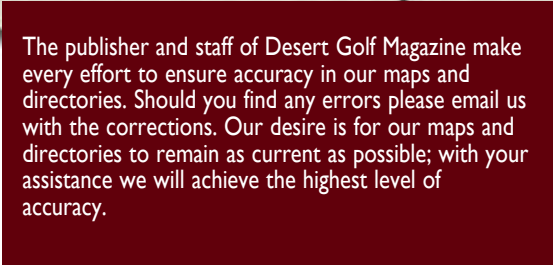 The publisher and staff of Desert Golf Magazine make
every effort to ensure accuracy in our maps and
directories. Should you find any errors please email us
with the corrections. Our desire is for our maps and
directories to remain as current as possible; with your
assistance we will achieve the highest level of
accuracy.